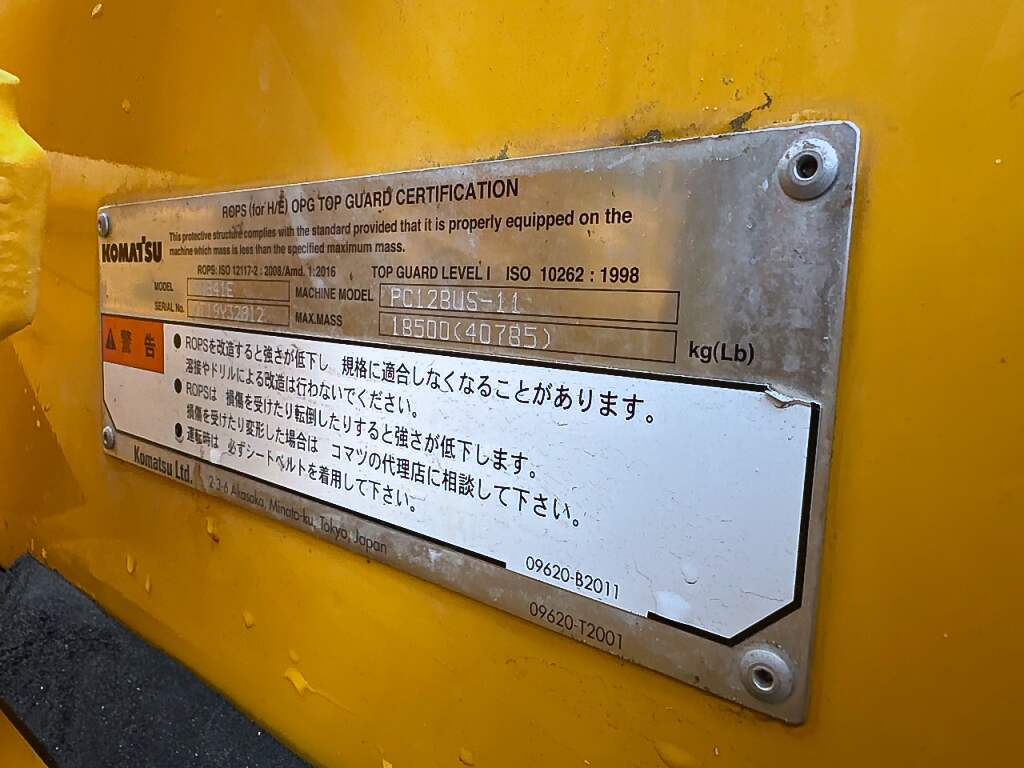 ROPS (for H/E) OPG TOP GUARD CERTIFICATION
KOMATSU
This protective structure complies with the standard provided that it is properly equipped on the
machine which mass is less than the specified maximum mass.
ROPS: ISO 12117-2 : 2008/Amd. 1:2016 TOP GUARD LEVEL I ISO 10262 : 1998
MODEL MACHINE MODEL PC128US-11
SERIAL No. MAX.MASS 18500(40785) kg(Lb)
警告
● ROPSを改造すると強さが低下し 規格に適合しなくなることがあります。
溶接やドリルによる改造は行わないでください。
● ROPSは 損傷を受けたり転倒したりすると強さが低下します。
損傷を受けたり変形した場合は コマツの代理店に相談して下さい。
● 運転時は 必ずシートベルトを着用して下さい。
Komatsu Ltd. 2-3-6 Akasaka, Minato-ku, Tokyo, Japan
09620-B2011
09620-T2001